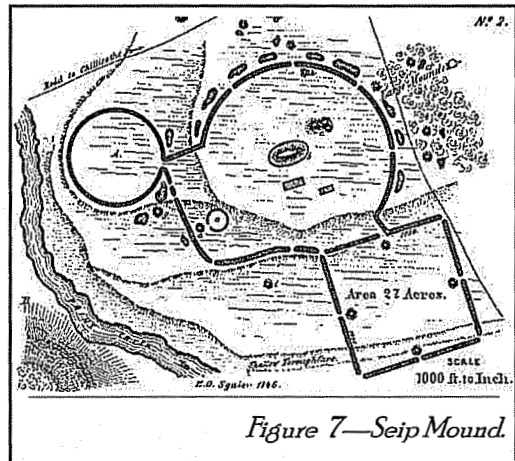 No. 2.
Road to Chillicothe
Mounds
A
Area 27 Acres.
B
SCALE
1000 ft. to Inch.
E.G. Squier 1846.
Figure 7—Seip Mound.